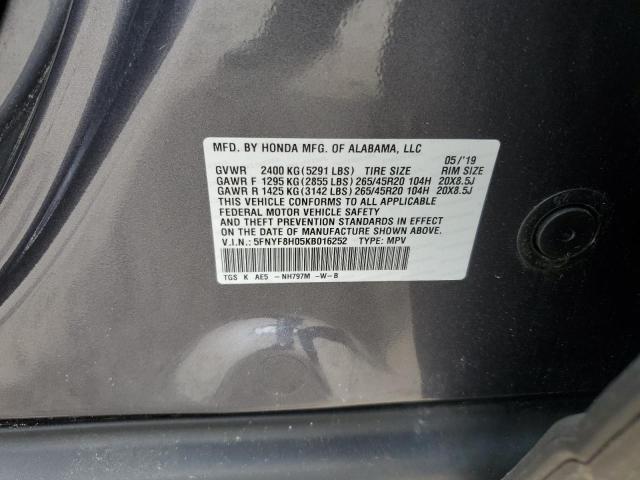 MFD. BY HONDA MFG. OF ALABAMA, LLC
05/'19
GVWR 2400 KG(5291 LBS) TIRE SIZE RIM SIZE
GAWR F 1295 KG(2855 LBS) 265/45R20 104H 20X8.5J
GAWR R 1425 KG(3142 LBS) 265/45R20 104H 20X8.5J
THIS VEHICLE CONFORMS TO ALL APPLICABLE
FEDERAL MOTOR VEHICLE SAFETY
AND THEFT PREVENTION STANDARDS IN EFFECT
ON THE DATE OF MANUFACTURE SHOWN ABOVE.
V.I.N.: 5FNYF8H05KB016252 TYPE: MPV
TGS K AE5 -NH797M -W-B